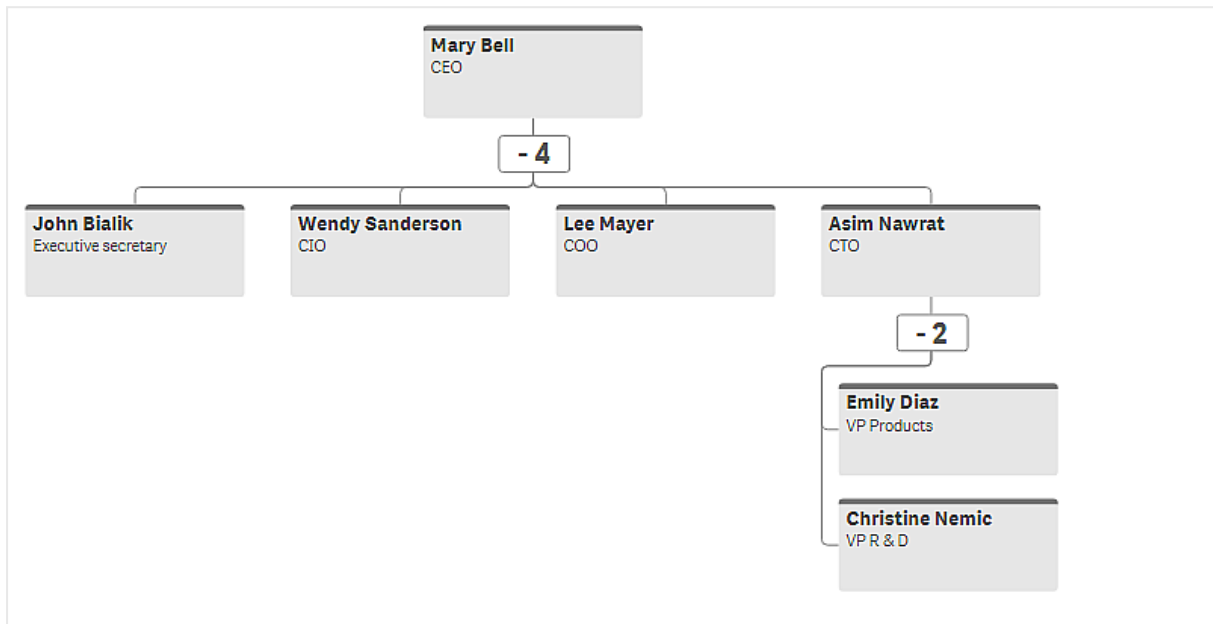 Mary Bell
CEO
- 4
John Bialik
Executive secretary
Wendy Sanderson
CIO
Lee Mayer
COO
Asim Nawrat
CTO
- 2
Emily Diaz
VP Products
Christine Nemic
VP R & D